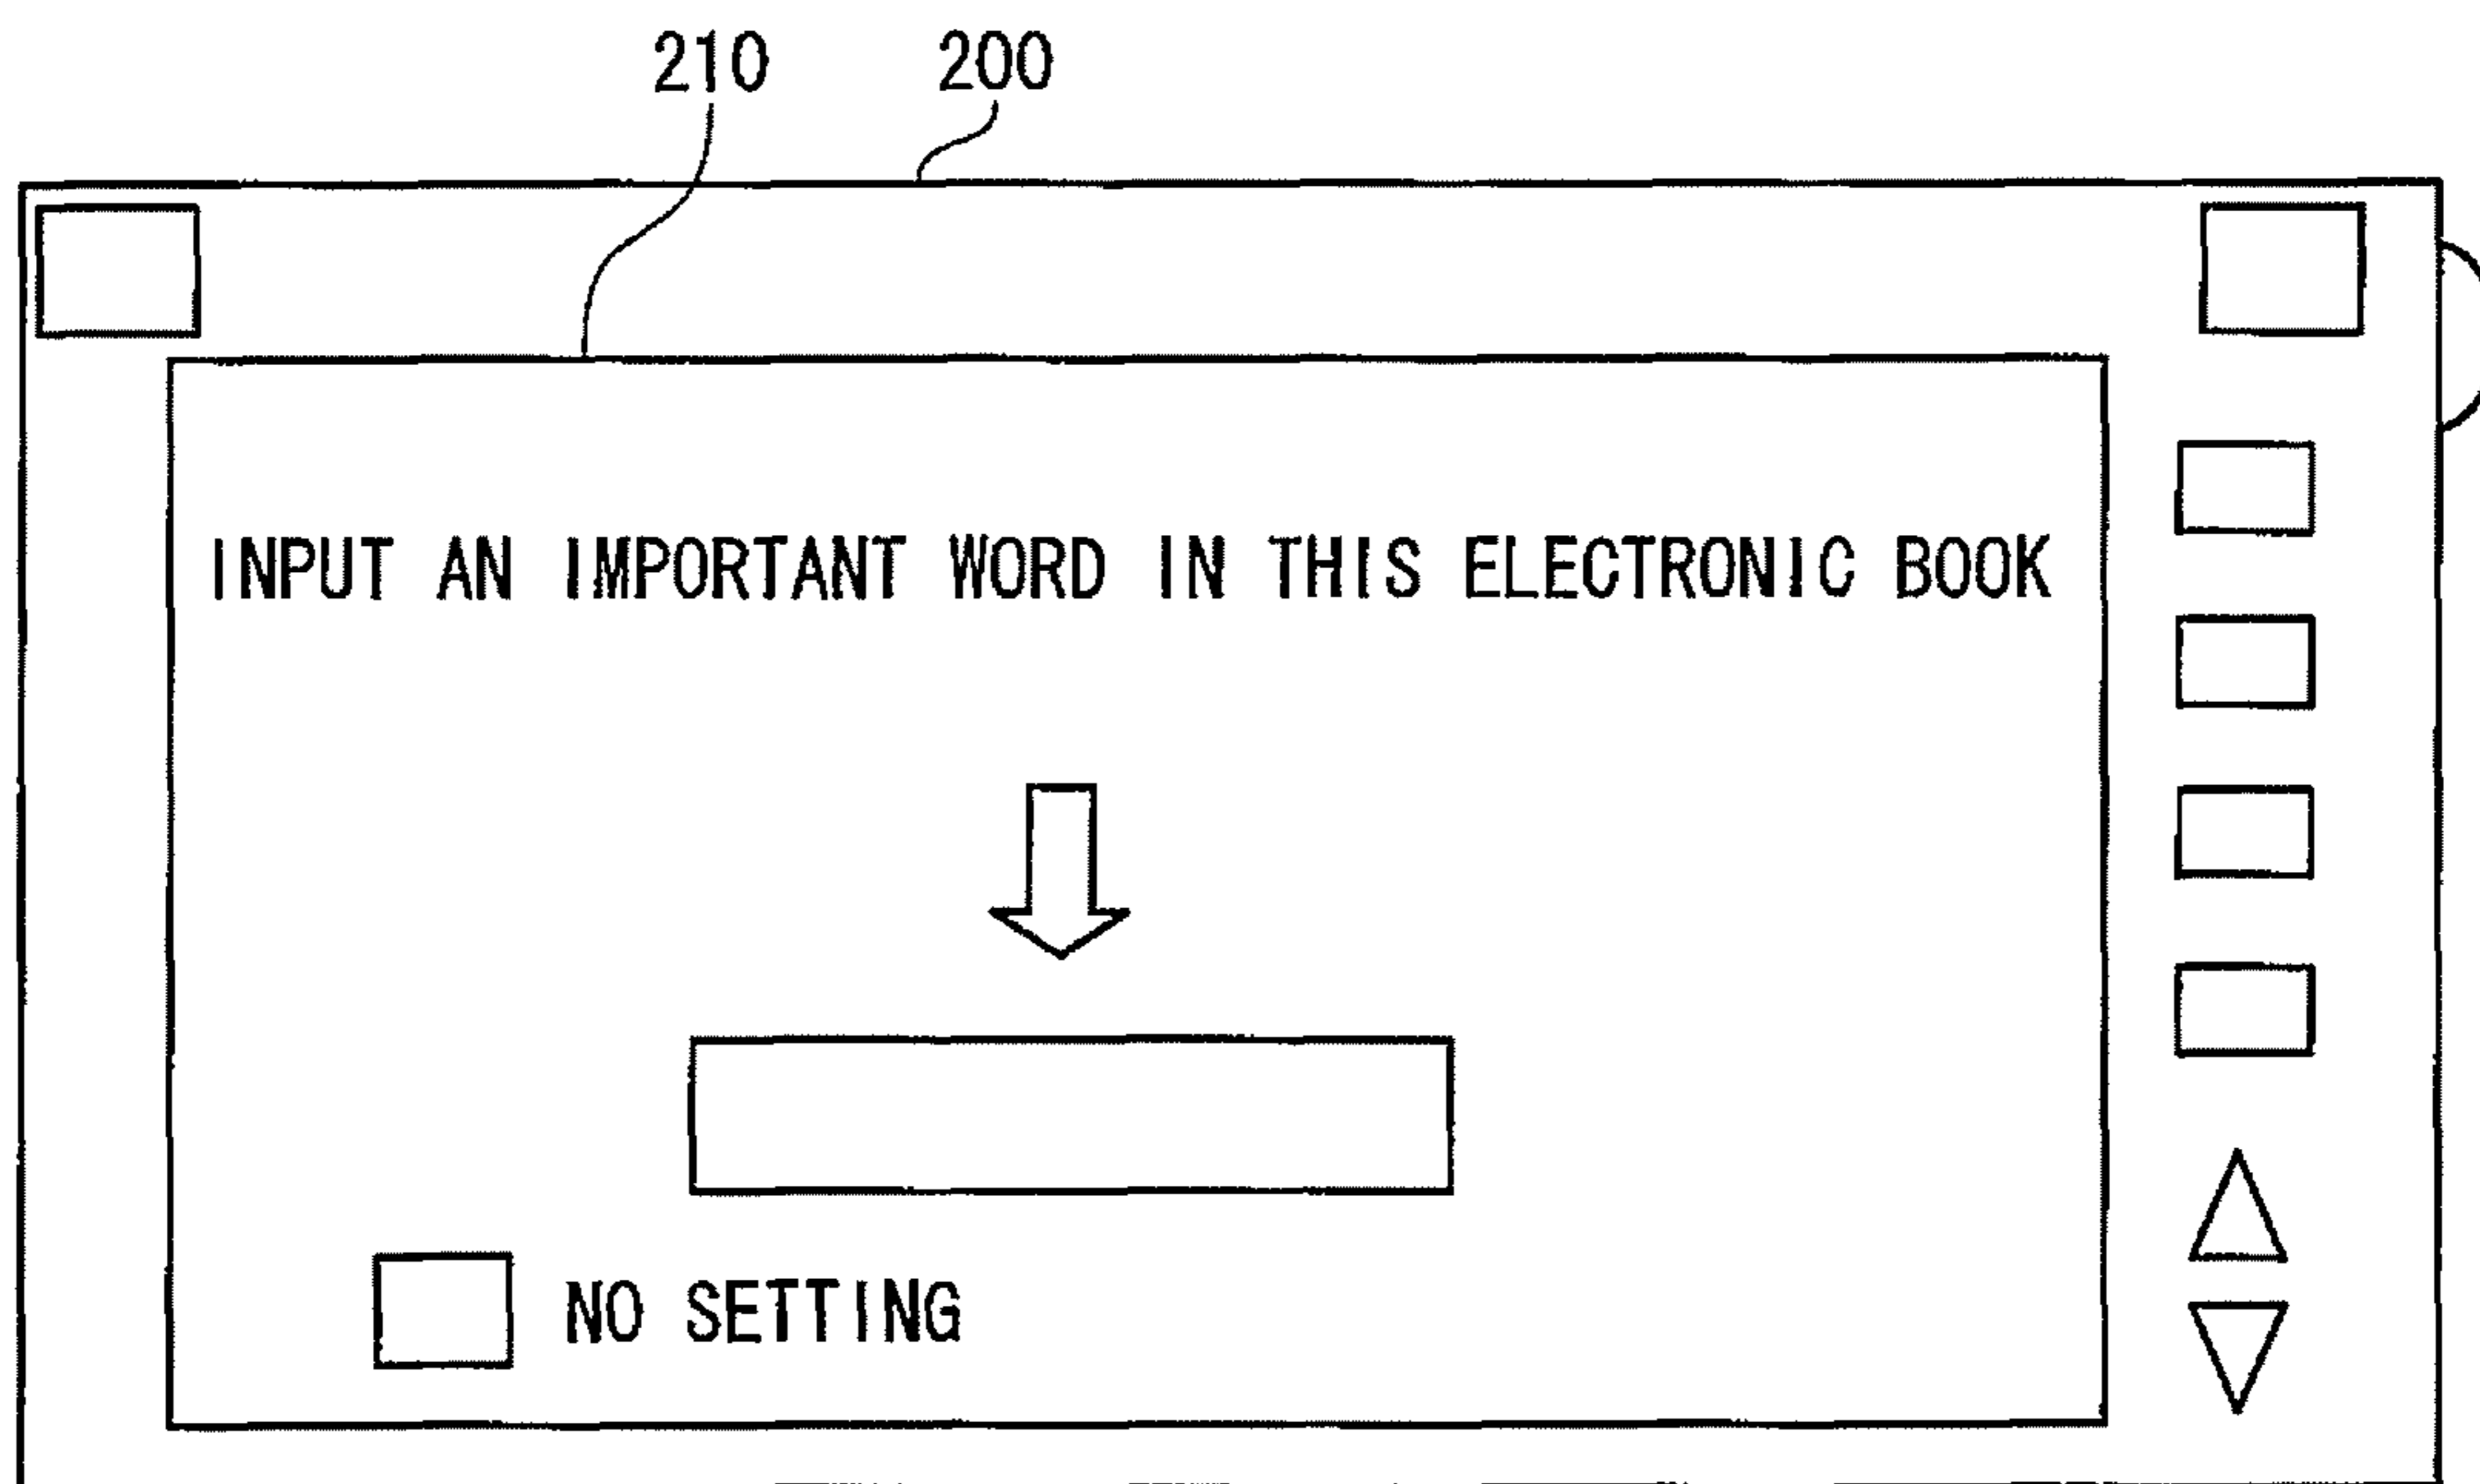 210 200
INPUT AN IMPORTANT WORD IN THIS ELECTRONIC BOOK
NO SETTING